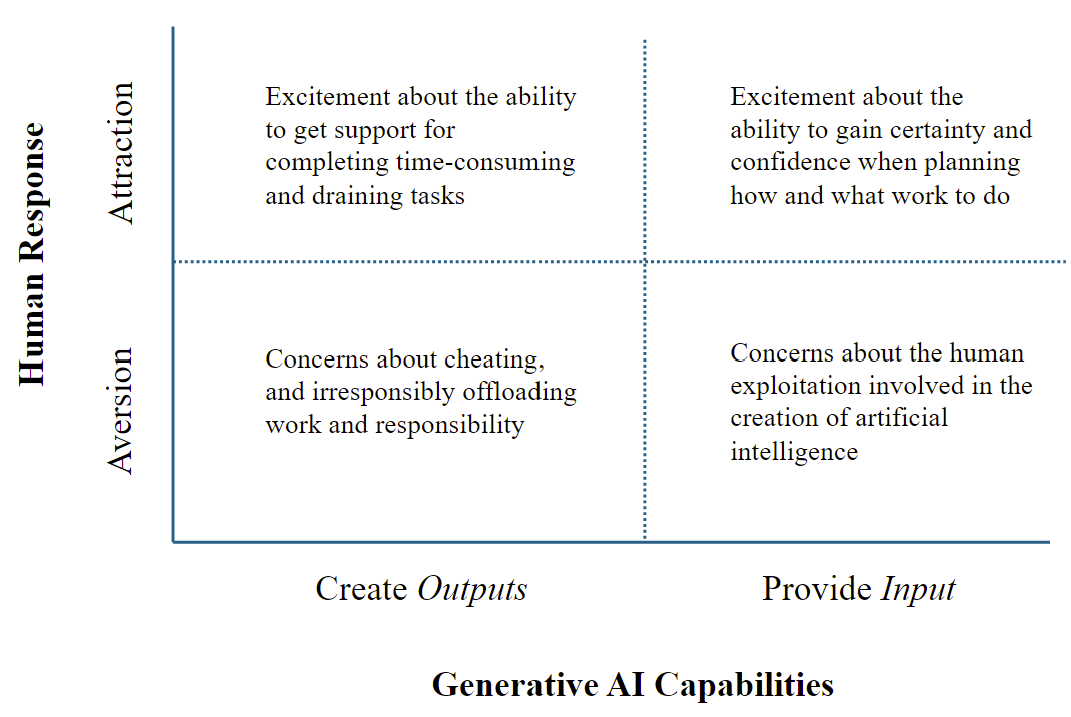 Human Response
Attraction
Excitement about the ability
to get support for
completing time-consuming
and draining tasks
Excitement about the
ability to gain certainty and
confidence when planning
how and what work to do
Aversion
Concerns about cheating,
and irresponsibly offloading
work and responsibility
Concerns about the human
exploitation involved in the
creation of artificial
intelligence
Create Outputs
Provide Input
Generative AI Capabilities